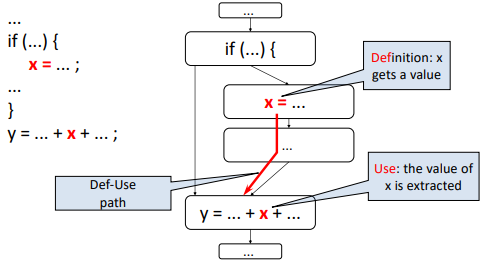 ...
if (...) {
x = ... ;
...
}
y = ... + x + ... ;
...
if (...) {
Definition: x
gets a value
x = ...
...
Def-Use
path
Use: the value of
x is extracted
y = ... + x + ...
...